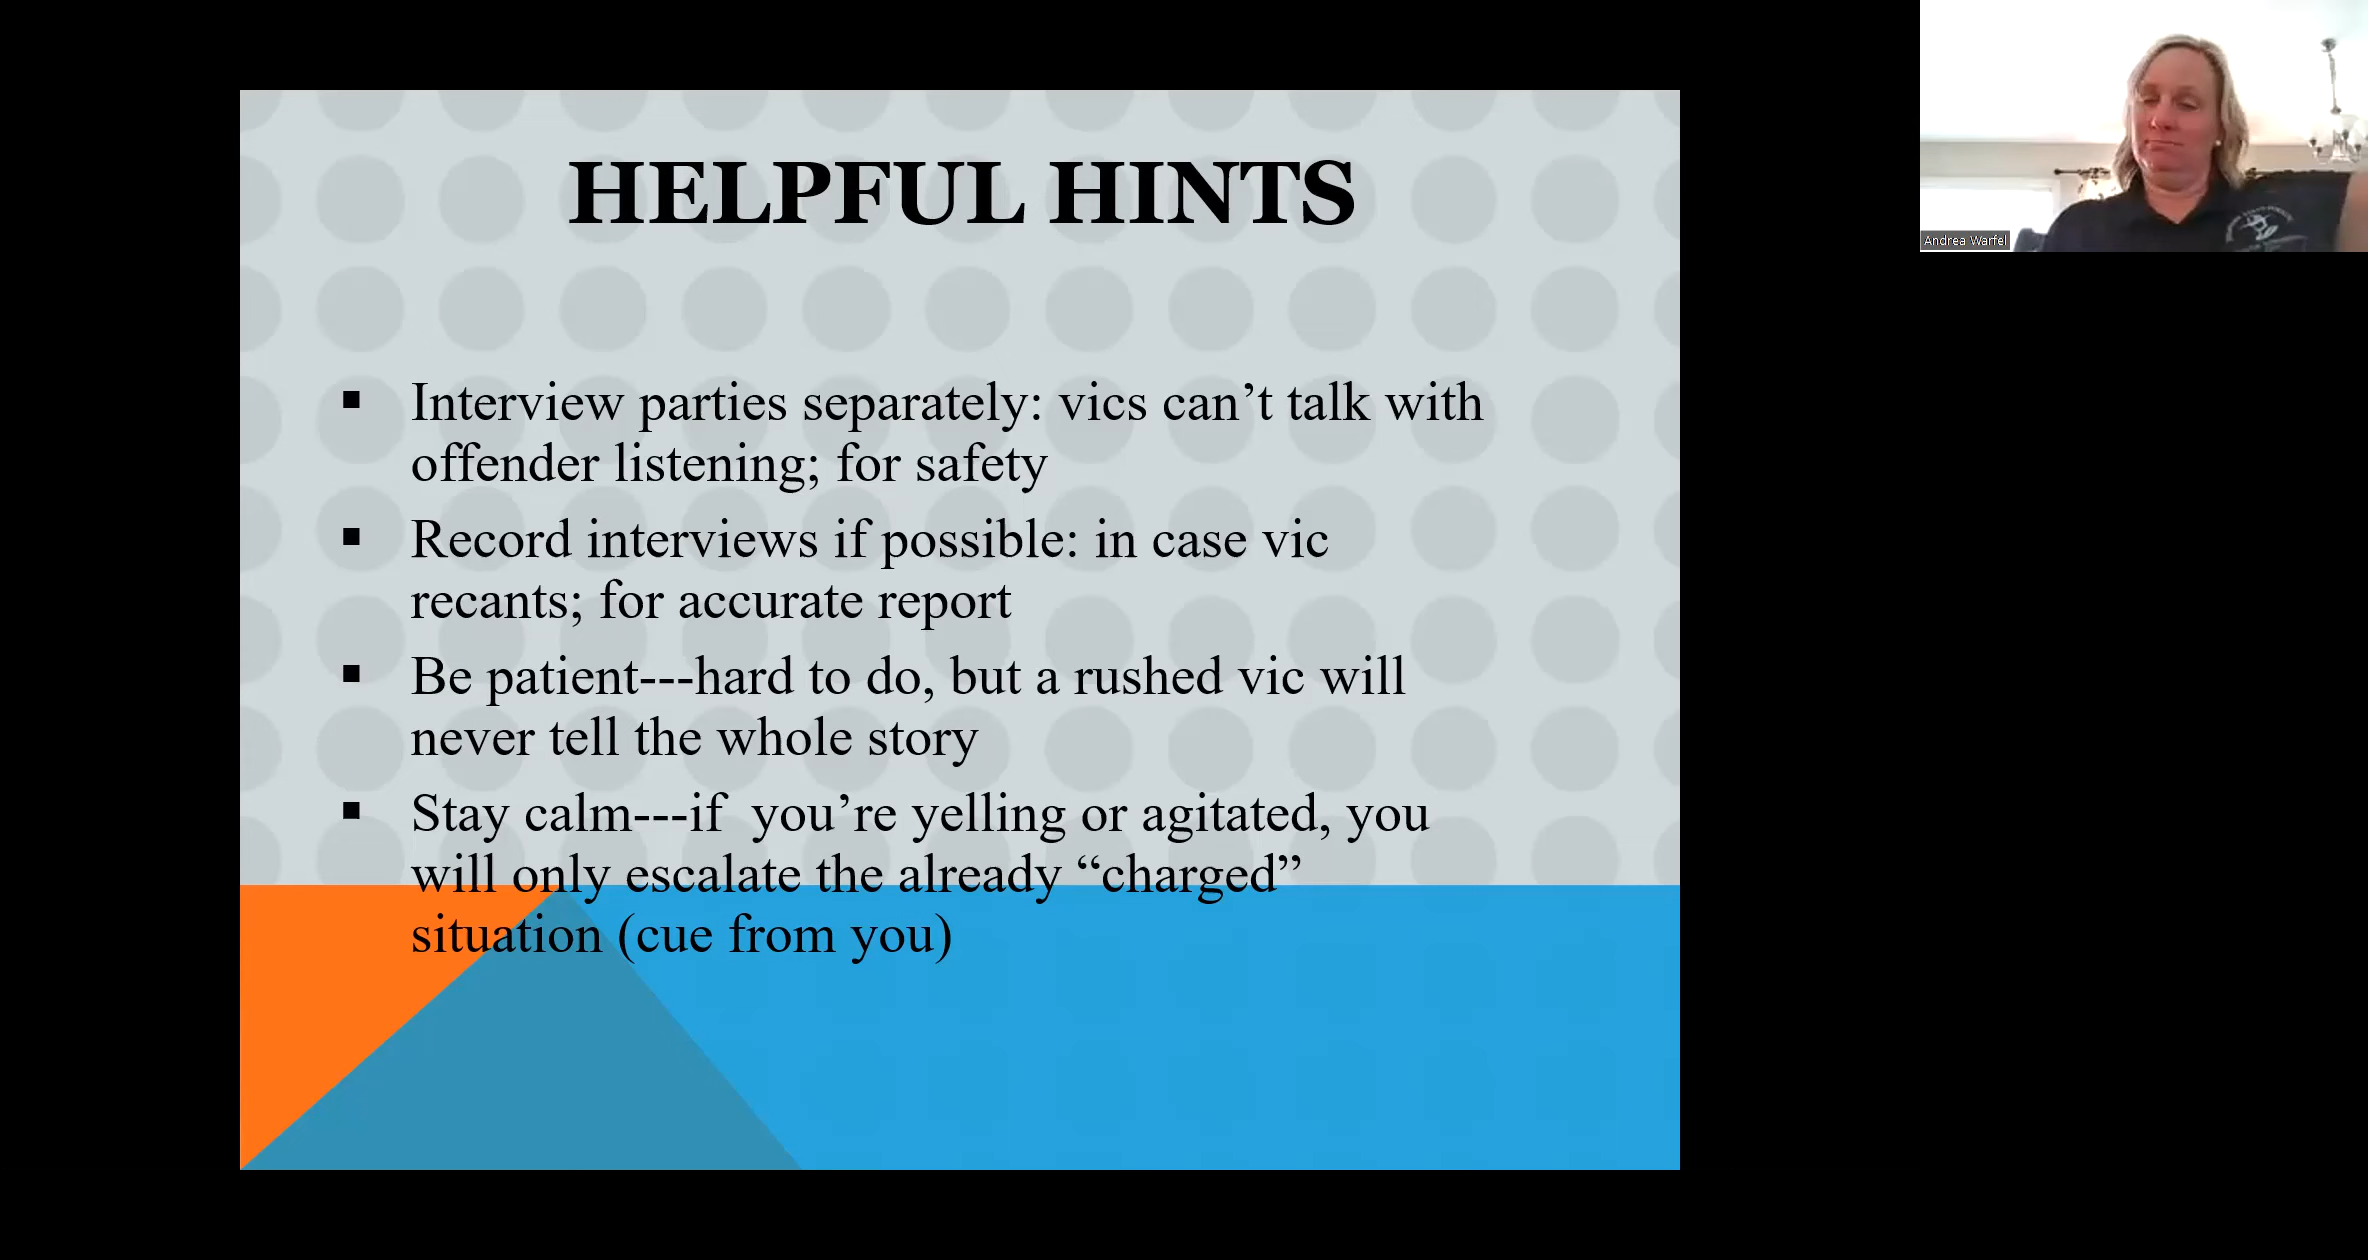 HELPFUL HINTS
▪ Interview parties separately: vics can’t talk with
offender listening; for safety
▪ Record interviews if possible: in case vic
recants; for accurate report
▪ Be patient---hard to do, but a rushed vic will
never tell the whole story
▪ Stay calm---if  you’re yelling or agitated, you
will only escalate the already “charged”
situation (cue from you)
Andrea Warfel